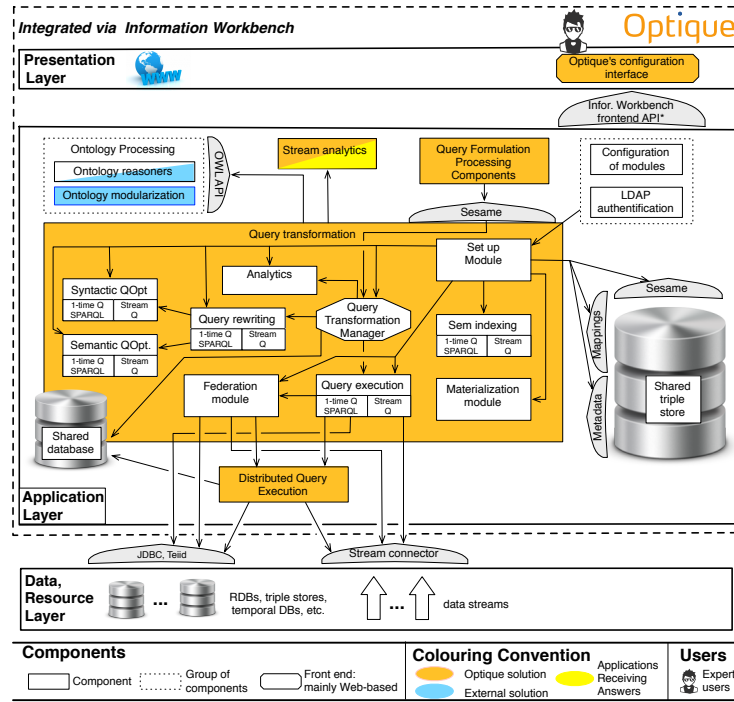 Integrated via Information Workbench
Optique
Presentation
Layer
WWW
Optique's configuration
interface
Infor. Workbench
frontend API*
Ontology Processing
Ontology reasoners
Ontology modularization
OWL API
Stream analytics
Query Formulation
Processing
Components
Configuration
of modules
LDAP
authentification
Sesame
Query transformation
Set up
Module
Analytics
Syntactic QOpt
1-time Q
SPARQL
Stream
Q
Query rewriting
1-time Q
SPARQL
Stream
Q
Query
Transformation
Manager
Sem indexing
1-time Q
SPARQL
Stream
Q
Semantic QOpt.
1-time Q
SPARQL
Stream
Q
Sesame
Mappings
Shared
triple
store
Metadata
Federation
module
Query execution
1-time Q
SPARQL
Stream
Q
Materialization
module
Shared
database
Distributed Query
Execution
Application
Layer
JDBC, Teiid
Stream connector
Data,
Resource
Layer
...
RDBs, triple stores,
temporal DBs, etc.
...
data streams
Components
Component
Group of
components
Front end:
mainly Web-based
Colouring Convention
Optique solution
External solution
Applications
Receiving
Answers
Users
Expert
users